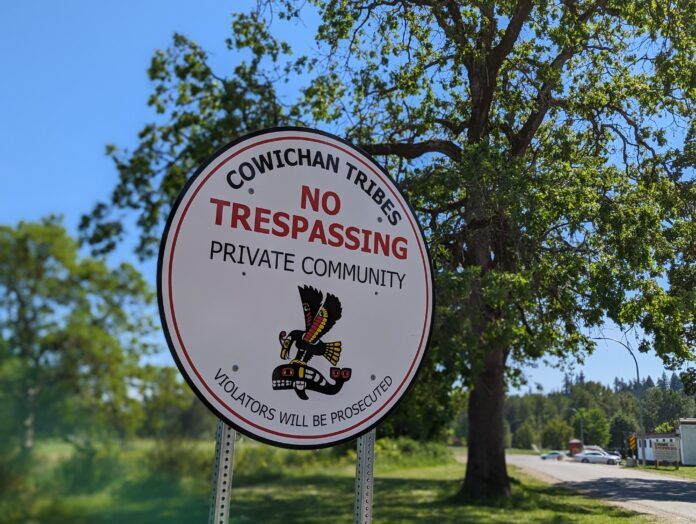 COWICHAN TRIBES
NO
TRESPASSING
PRIVATE COMMUNITY
VIOLATORS WILL BE PROSECUTED